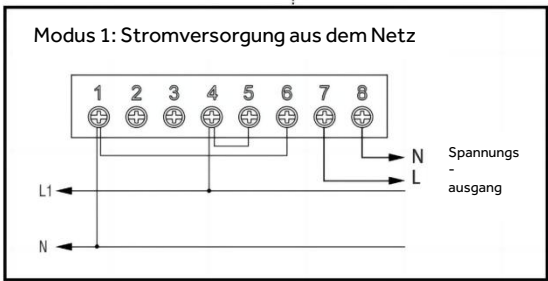 Modus 1: Stromversorgung aus dem Netz
1 2 3 4 5 6 7 8
N
L
Spannungs
-
ausgang
L1
N